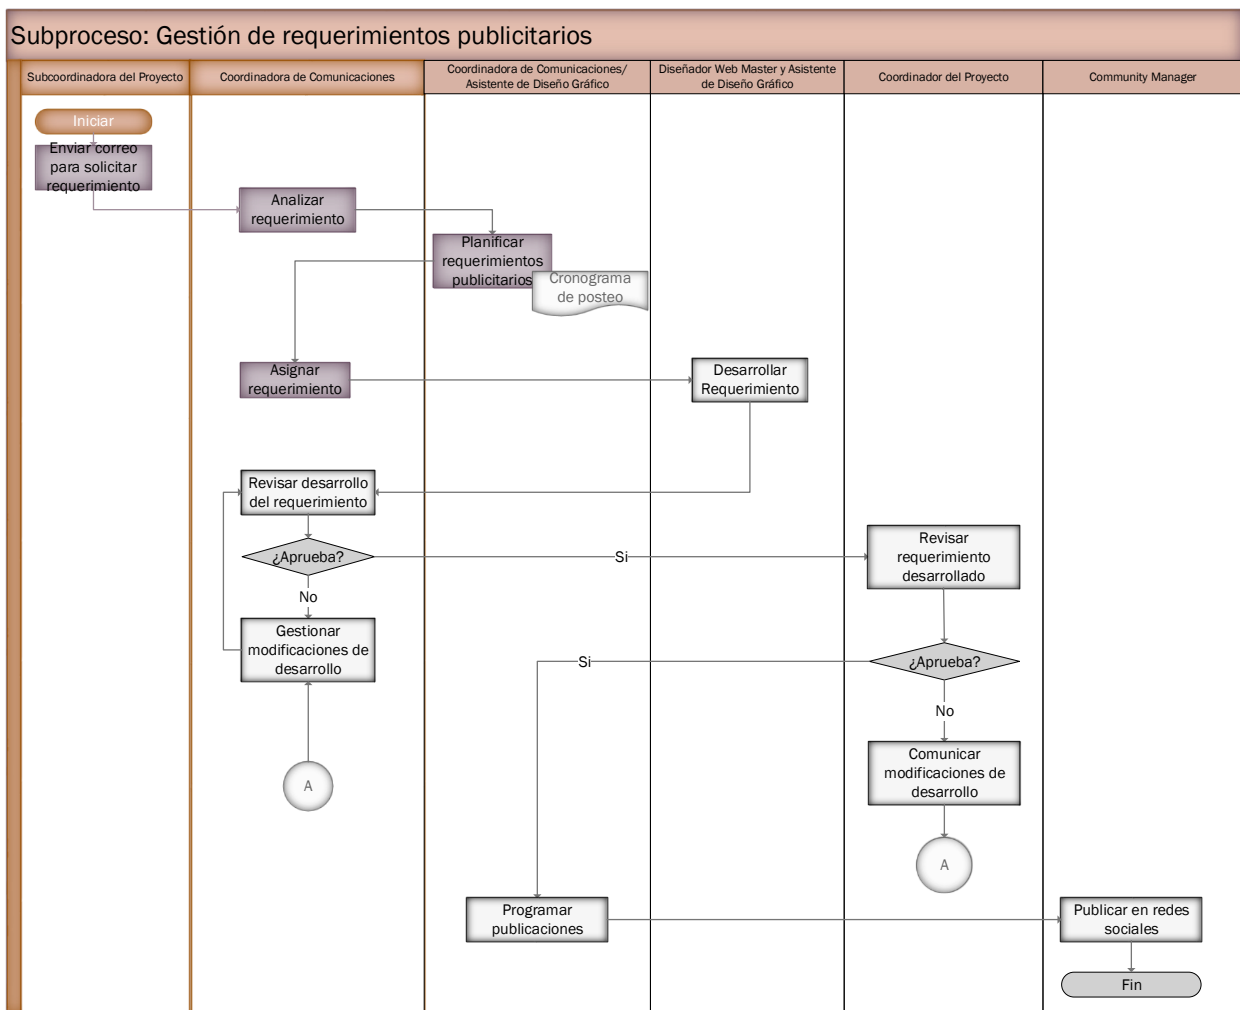 Subproceso: Gestión de requerimientos publicitarios
Subcoordinadora del Proyecto
Coordinadora de Comunicaciones
Coordinadora de Comunicaciones/
Asistente de Diseño Gráfico
Diseñador Web Master y Asistente
de Diseño Gráfico
Coordinador del Proyecto
Community Manager
Iniciar
Enviar correo
para solicitar
requerimiento
Analizar
requerimiento
Planificar
requerimientos
publicitarios
Cronograma
de posteo
Asignar
requerimiento
Desarrollar
Requerimiento
Revisar desarrollo
del requerimiento
¿Aprueba?
Si
No
Gestionar
modificaciones de
desarrollo
A
Revisar
requerimiento
desarrollado
¿Aprueba?
Si
No
Comunicar
modificaciones de
desarrollo
A
Programar
publicaciones
Publicar en redes
sociales
Fin